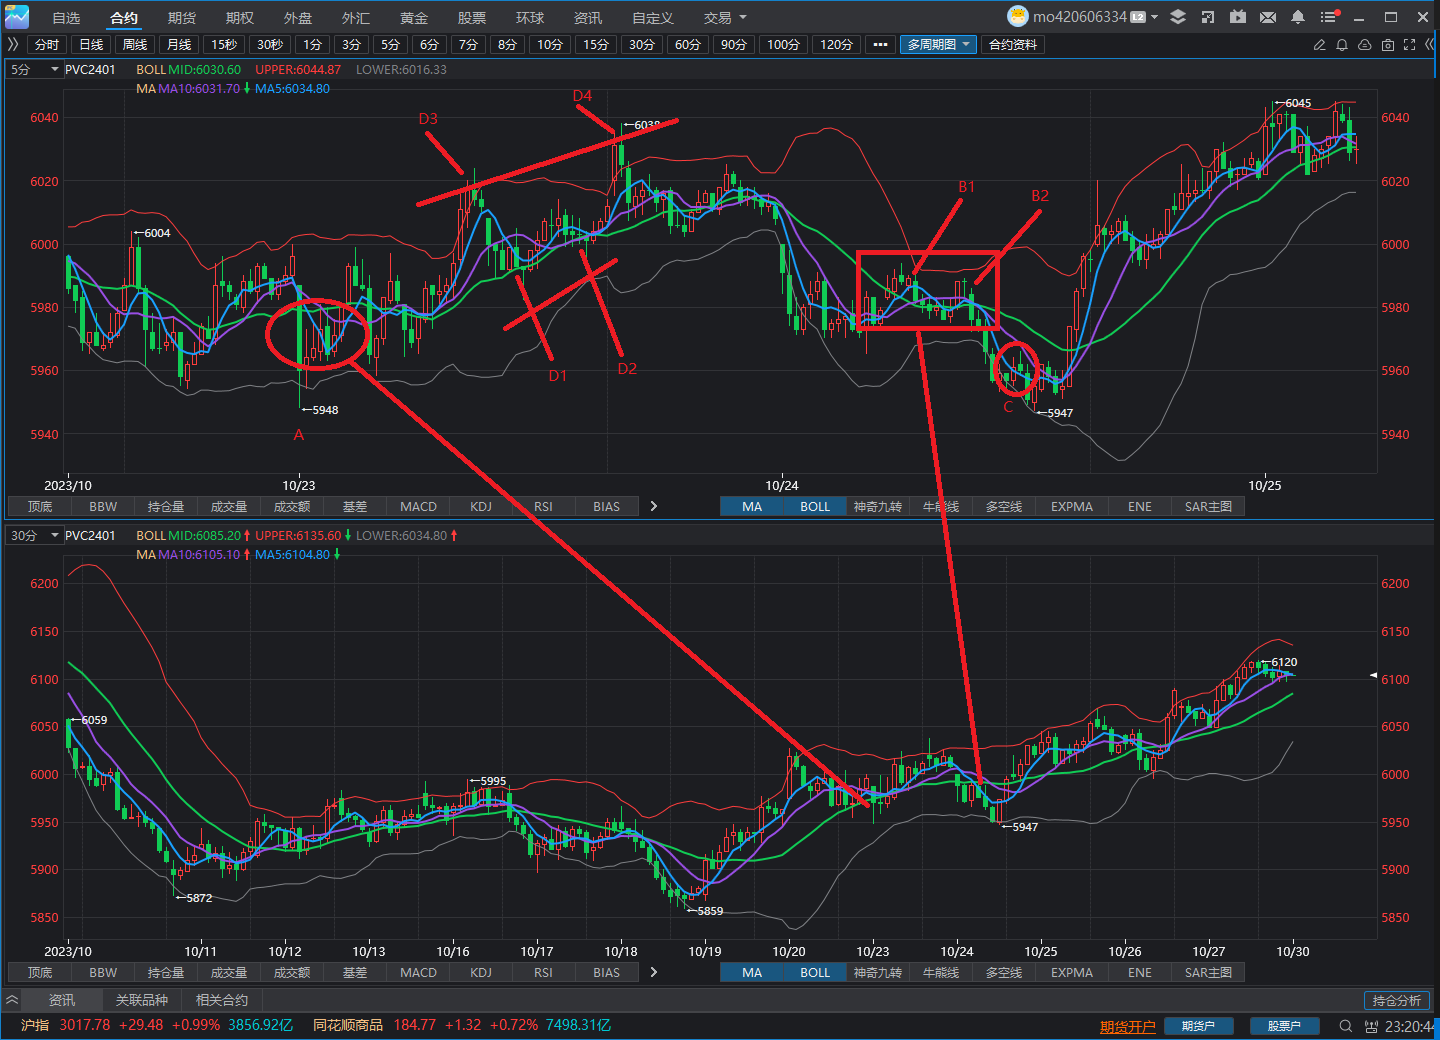 自选 合约 期货 期权 外盘 外汇 黄金 股票 环球 资讯 自定义 交易 mo420606334 L2
分时 日线 周线 月线 15秒 30秒 1分 3分 5分 6分 7分 8分 10分 15分 30分 60分 90分 100分 120分 ••• 多周期图 合约资料
5分 PVC2401 BOLL MID:6030.60 UPPER:6044.87 LOWER:6016.33
MA MA10:6031.70 MA5:6034.80
D4
6045
6040 D3 6038 6040
6020 B1 6020
B2
6004
6000 6000
5980 5980
5960 5960
D1 D2
5948 C 5947
5940 A 5940
2023/10 10/23 10/24 10/25
顶底 BBW 持仓量 成交量 成交额 基差 MACD KDJ RSI BIAS MA BOLL 神奇九转 牛熊线 多空线 EXPMA ENE SAR主图
30分 PVC2401 BOLL MID:6085.20 UPPER:6135.60 LOWER:6034.80
MA MA10:6105.10 MA5:6104.80
6200 6200
6150 6150
6120
6100 6100
6059
6050 6050
6000 6000
5995
5950 5947 5950
5900 5900
5872
5859
5850 5850
2023/10 10/11 10/12 10/13 10/16 10/17 10/18 10/19 10/20 10/23 10/24 10/25 10/26 10/27 10/30
顶底 BBW 持仓量 成交量 成交额 基差 MACD KDJ RSI BIAS MA BOLL 神奇九转 牛熊线 多空线 EXPMA ENE SAR主图
资讯 关联品种 相关合约 持仓分析
沪指 3017.78 +29.48 +0.99% 3856.92亿 同花顺商品 184.77 +1.32 +0.72% 7498.31亿 期货开户 期货户 股票户 23:20:44